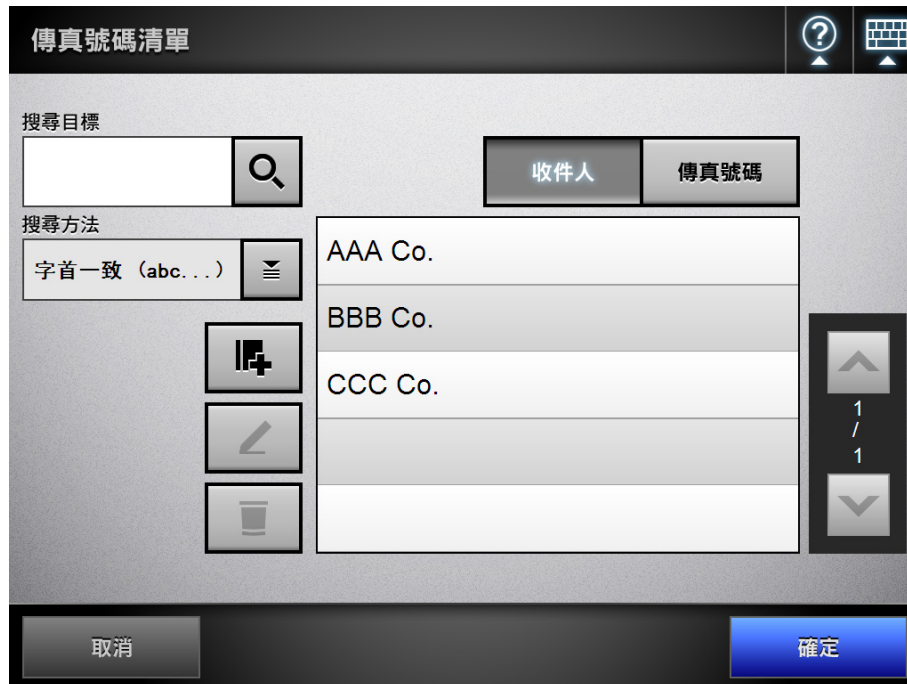 傳真號碼清單
搜尋目標
收件人
傳真號碼
搜尋方法
字首一致（abc...）
AAA Co.
BBB Co.
CCC Co.
1
/
1
取消
確定